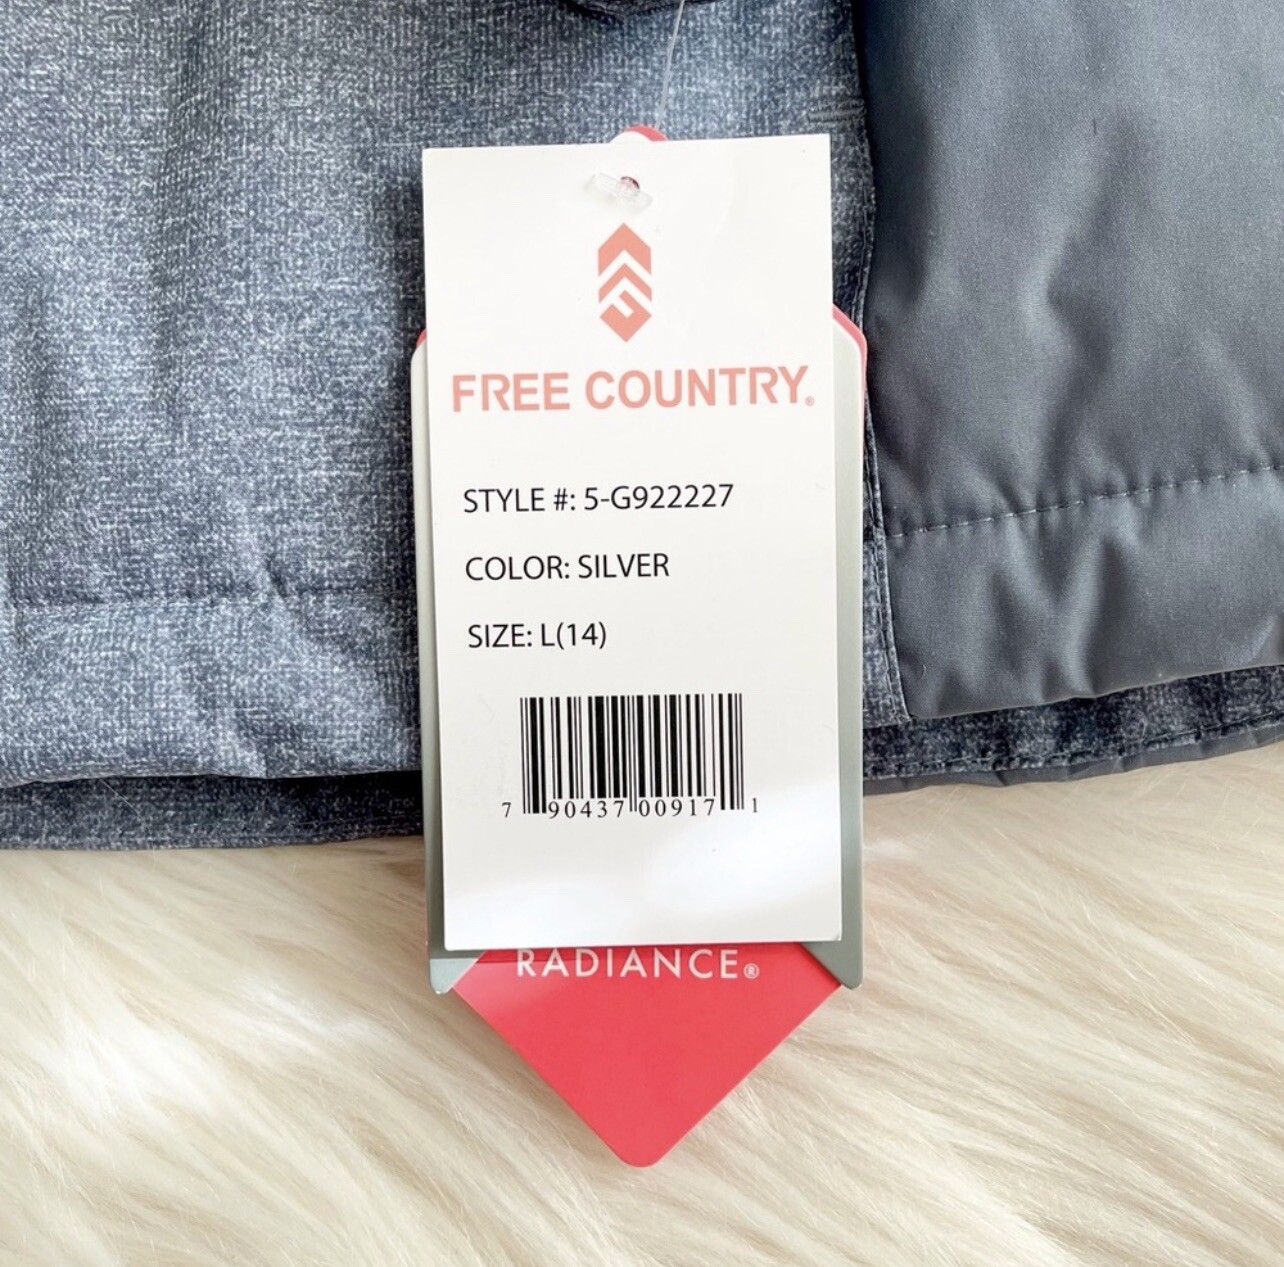 FREE COUNTRY®
STYLE #: 5-G922227
COLOR: SILVER
SIZE: L(14)
7 90437 00917 1
RADIANCE®